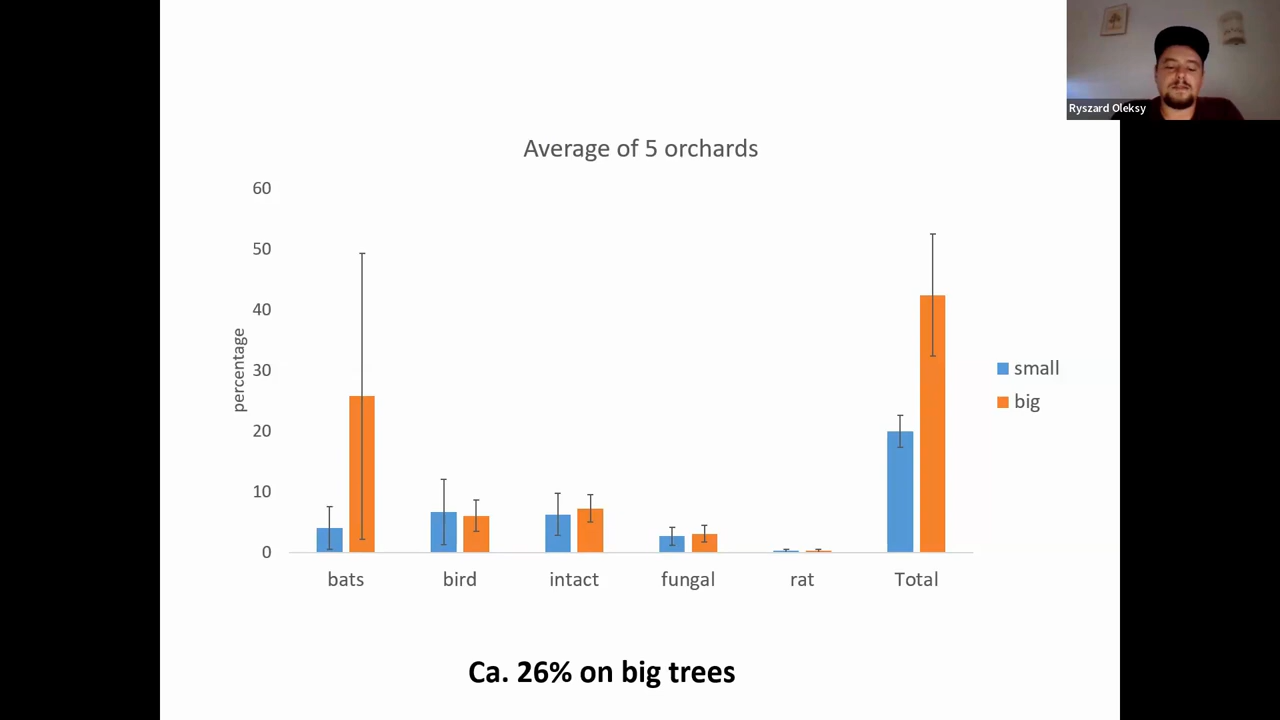 Ryszard Oleksy
Average of 5 orchards
60
50
40
30
20
10
0
percentage
bats bird intact fungal rat Total
small
big
Ca. 26% on big trees